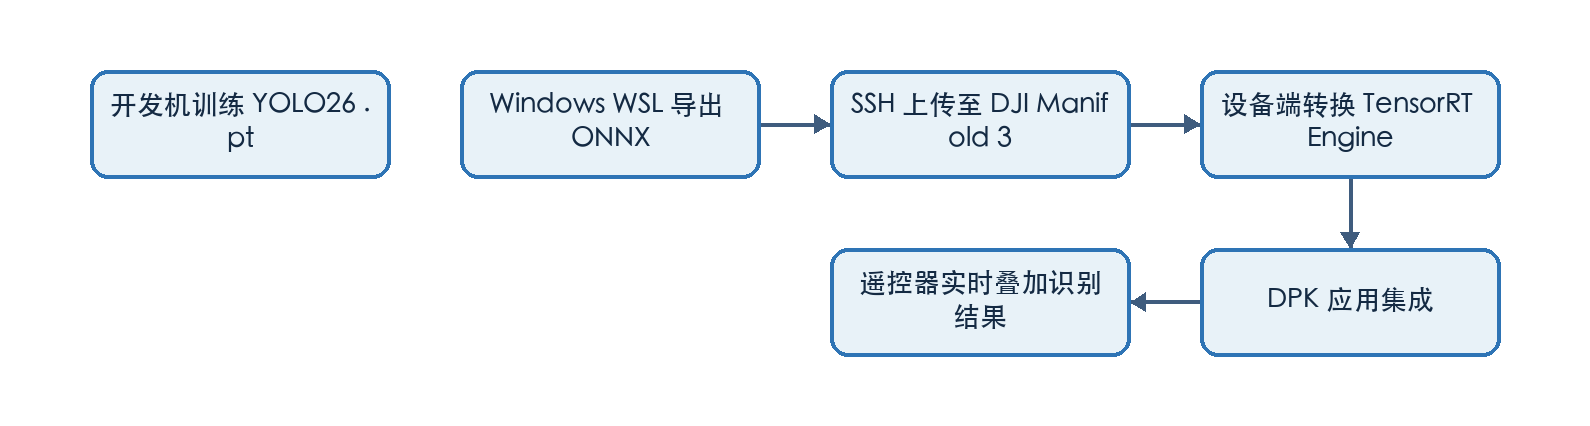 开发机训练 YOLO26 .
pt
Windows WSL 导出
ONNX
SSH 上传至 DJI Manif
old 3
设备端转换 TensorRT
Engine
遥控器实时叠加识别
结果
DPK 应用集成